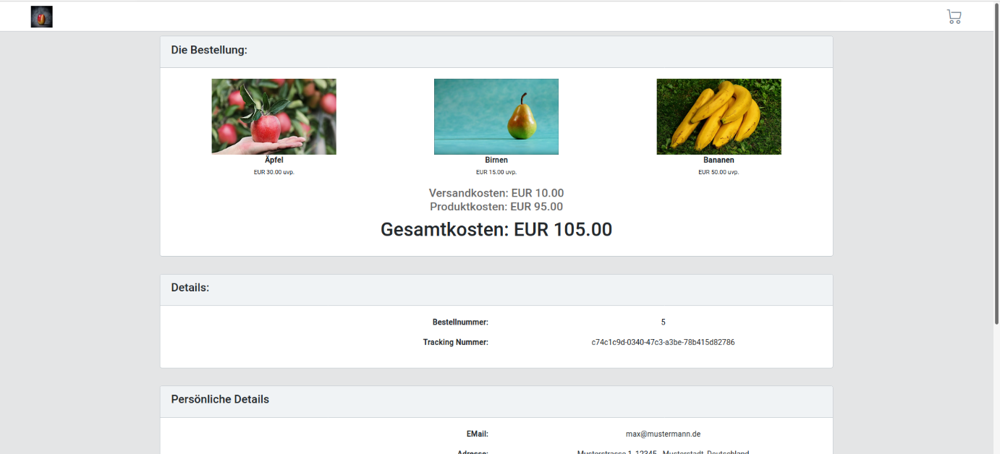 Die Bestellung:
Äpfel
EUR 30.00 uvp.
Birnen
EUR 15.00 uvp.
Bananen
EUR 50.00 uvp.
Versandkosten: EUR 10.00
Produktkosten: EUR 95.00
Gesamtkosten: EUR 105.00
Details:
Bestellnummer: 5
Tracking Nummer: c74c1c9d-0340-47c3-a3be-78b415d82786
Persönliche Details
EMail: max@mustermann.de
Adresse: Musterstrasse 1, 12345 , Musterstadt, Deutschland